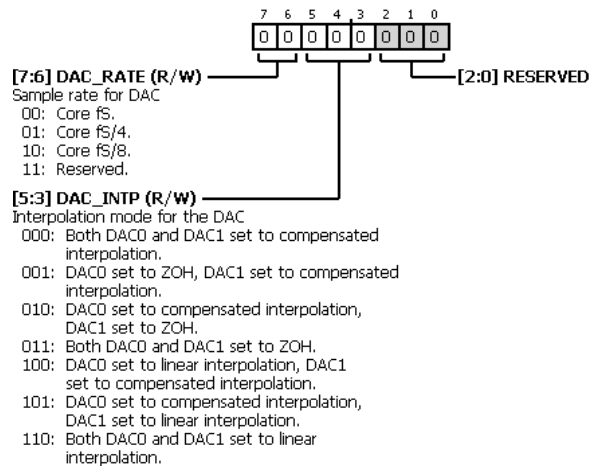 7 6 5 4 3 2 1 0
0 0 0 0 0 0 0 0
[7:6] DAC_RATE (R/W)
[2:0] RESERVED
Sample rate for DAC
00: Core fS.
01: Core fS/4.
10: Core fS/8.
11: Reserved.
[5:3] DAC_INTP (R/W)
Interpolation mode for the DAC
000: Both DAC0 and DAC1 set to compensated
interpolation.
001: DAC0 set to ZOH, DAC1 set to compensated
interpolation.
010: DAC0 set to compensated interpolation,
DAC1 set to ZOH.
011: Both DAC0 and DAC1 set to ZOH.
100: DAC0 set to linear interpolation, DAC1
set to compensated interpolation.
101: DAC0 set to compensated interpolation,
DAC1 set to linear interpolation.
110: Both DAC0 and DAC1 set to linear
interpolation.